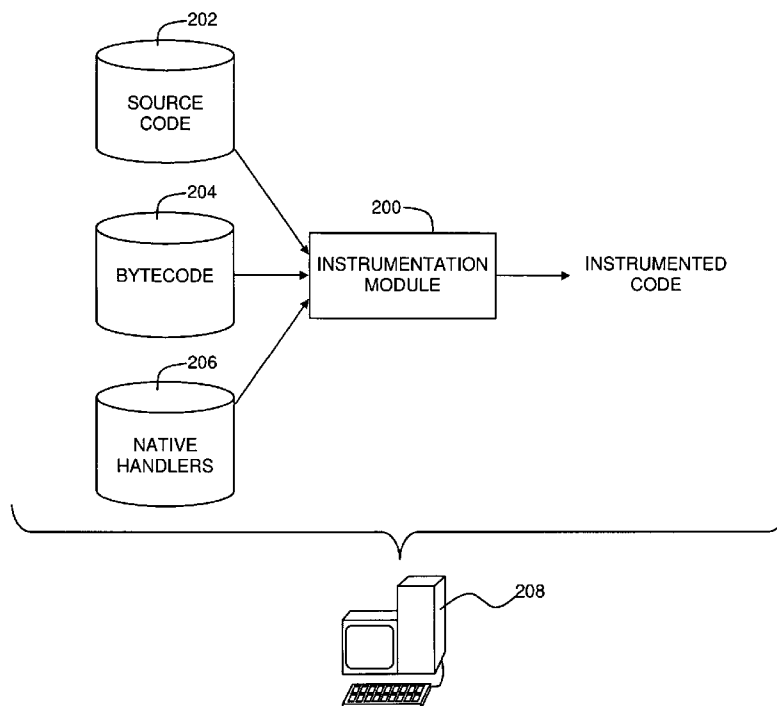 202
SOURCE
CODE
204
BYTECODE
200
INSTRUMENTATION
MODULE
INSTRUMENTED
CODE
206
NATIVE
HANDLERS
208